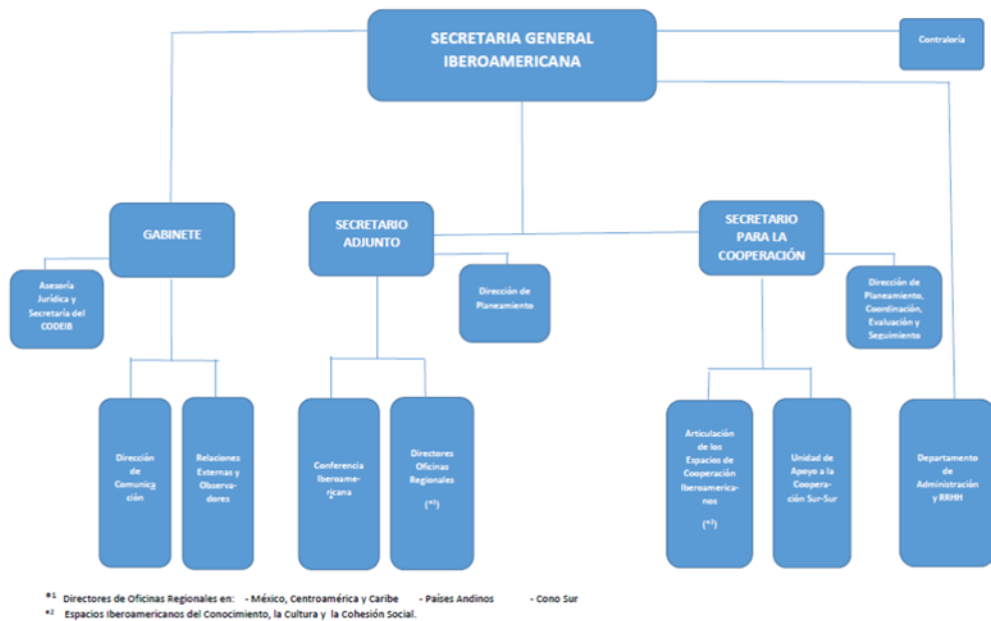 SECRETARIA GENERAL
IBEROAMERICANA
Contraloría
GABINETE
SECRETARIO
ADJUNTO
SECRETARIO
PARA LA
COOPERACIÓN
Asesoría
Jurídica y
Secretaría del
CODEIB
Dirección de
Planeamiento
Dirección de
Planeamiento,
Coordinación,
Evaluación y
Seguimiento
Dirección
de
Comunica
ción
Relaciones
Externas y
Observa-
dores
Conferencia
Iberoame-
ricana
Directores
Oficinas
Regionales
(*¹)
Articulación
de los
Espacios de
Cooperación
Iberoamerica-
nos
(*²)
Unidad de
Apoyo a la
Coopera-
ción Sur-Sur
Departamento
de
Administración
y RRHH
*¹ Directores de Oficinas Regionales en: - México, Centroamérica y Caribe - Países Andinos - Cono Sur
*² Espacios Iberoamericanos del Conocimiento, la Cultura y la Cohesión Social.